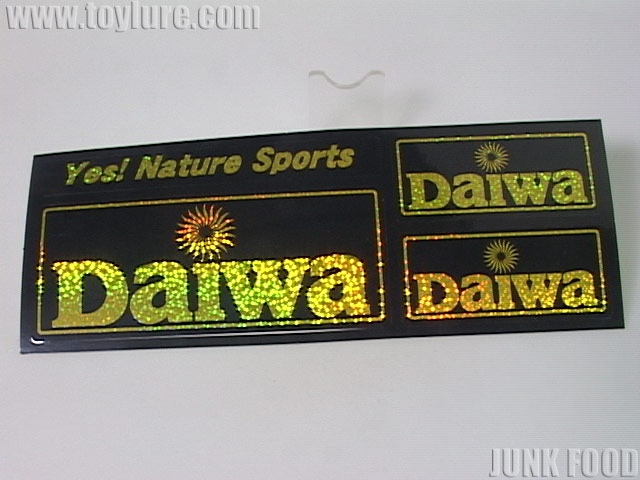 www.toylure.com
Yes! Nature Sports
Daiwa
Daiwa
Daiwa
JUNK FOOD